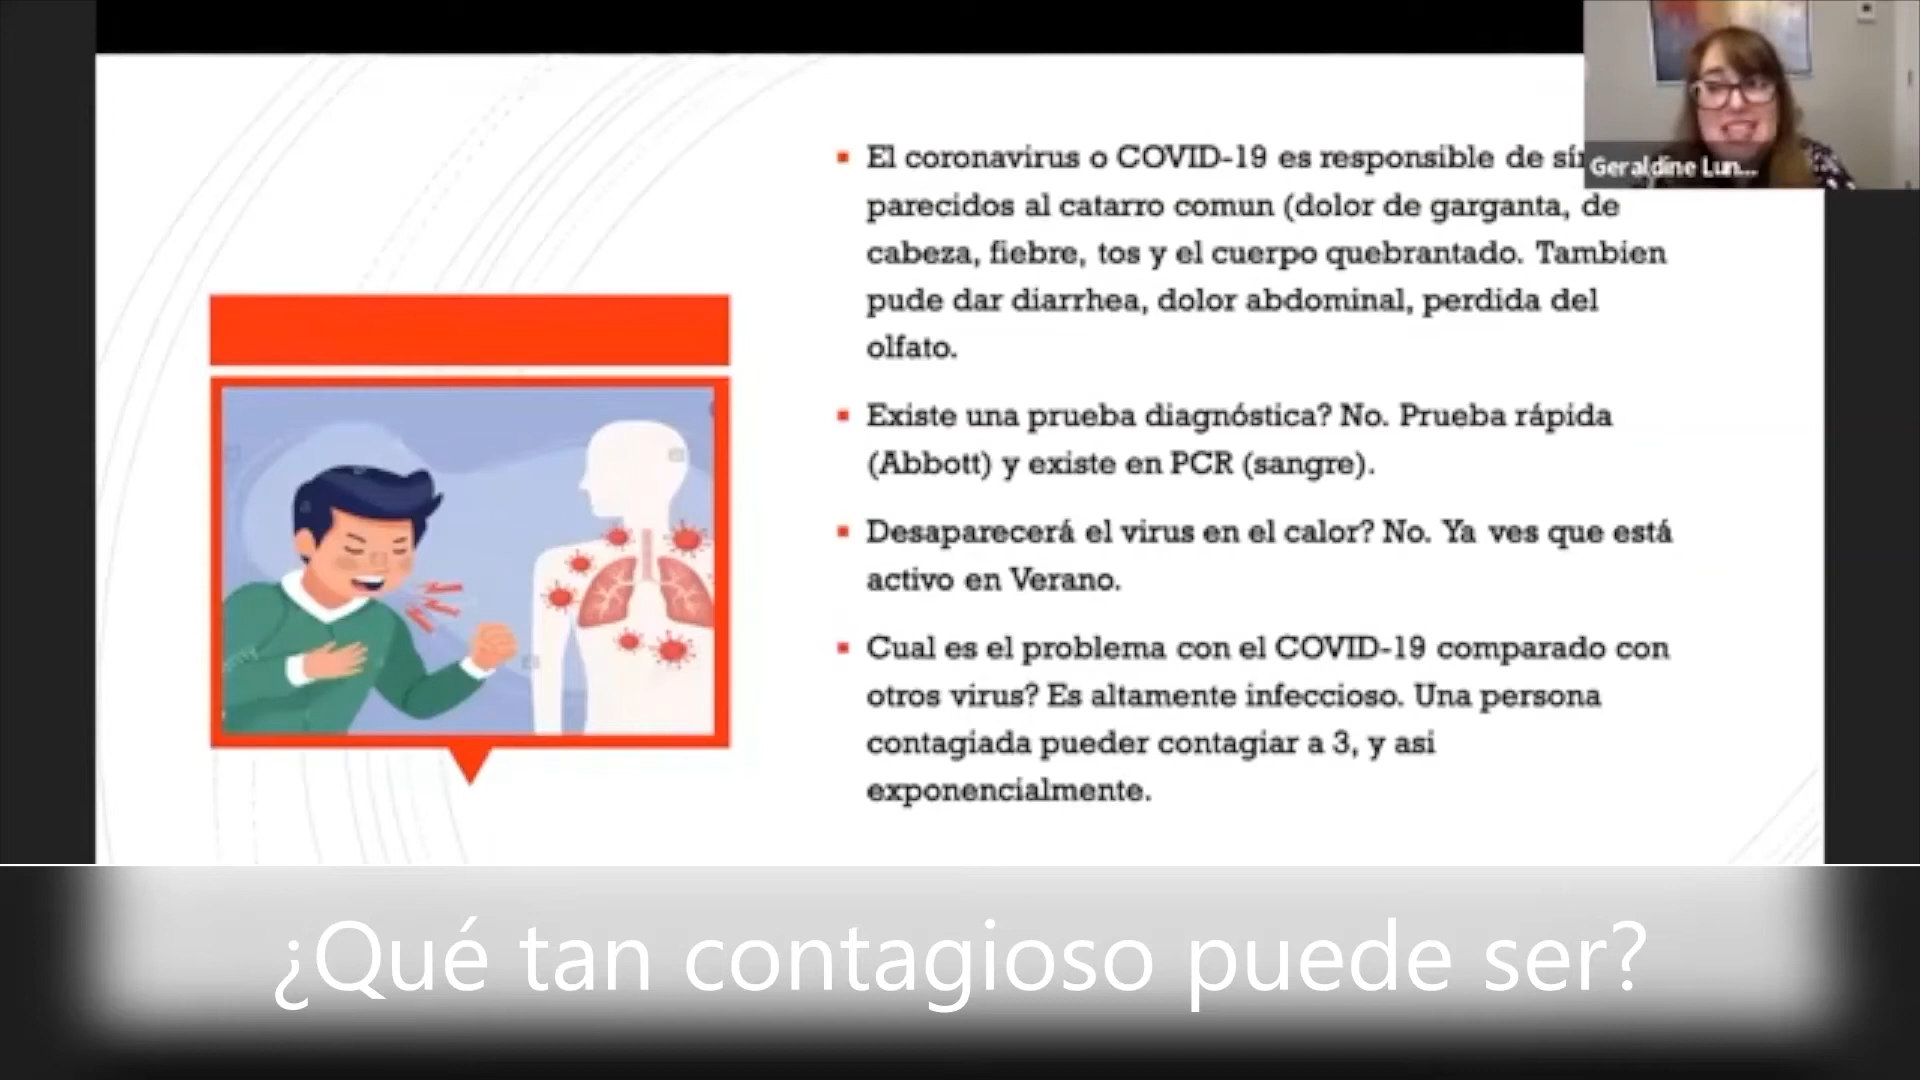 El coronavirus o COVID-19 es responsible de sín
parecidos al catarro comun (dolor de garganta, de
cabeza, fiebre, tos y el cuerpo quebrantado. Tambien
pude dar diarrhea, dolor abdominal, perdida del
olfato.
Existe una prueba diagnóstica? No. Prueba rápida
(Abbott) y existe en PCR (sangre).
Desaparecerá el virus en el calor? No. Ya ves que está
activo en Verano.
Cual es el problema con el COVID-19 comparado con
otros virus? Es altamente infeccioso. Una persona
contagiada pueder contagiar a 3, y asi
exponencialmente.
Geraldine Lun...
¿Qué tan contagioso puede ser?